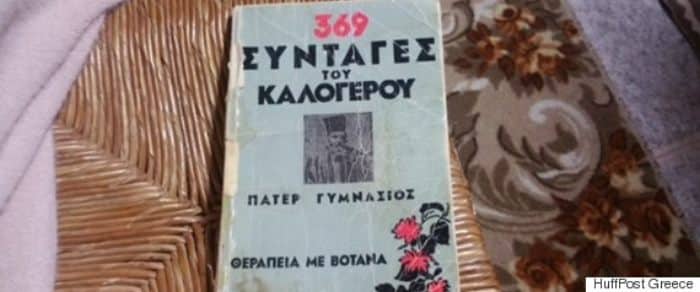 369
ΣΥΝΤΑΓΕΣ
ΤΟΥ
ΚΑΛΟΓΕΡΟΥ
ΠΑΤΕΡ ΓΥΜΝΑΣΙΟΣ
ΘΕΡΑΠΕΙΑ ΜΕ ΒΟΤΑΝΑ
HuffPost Greece